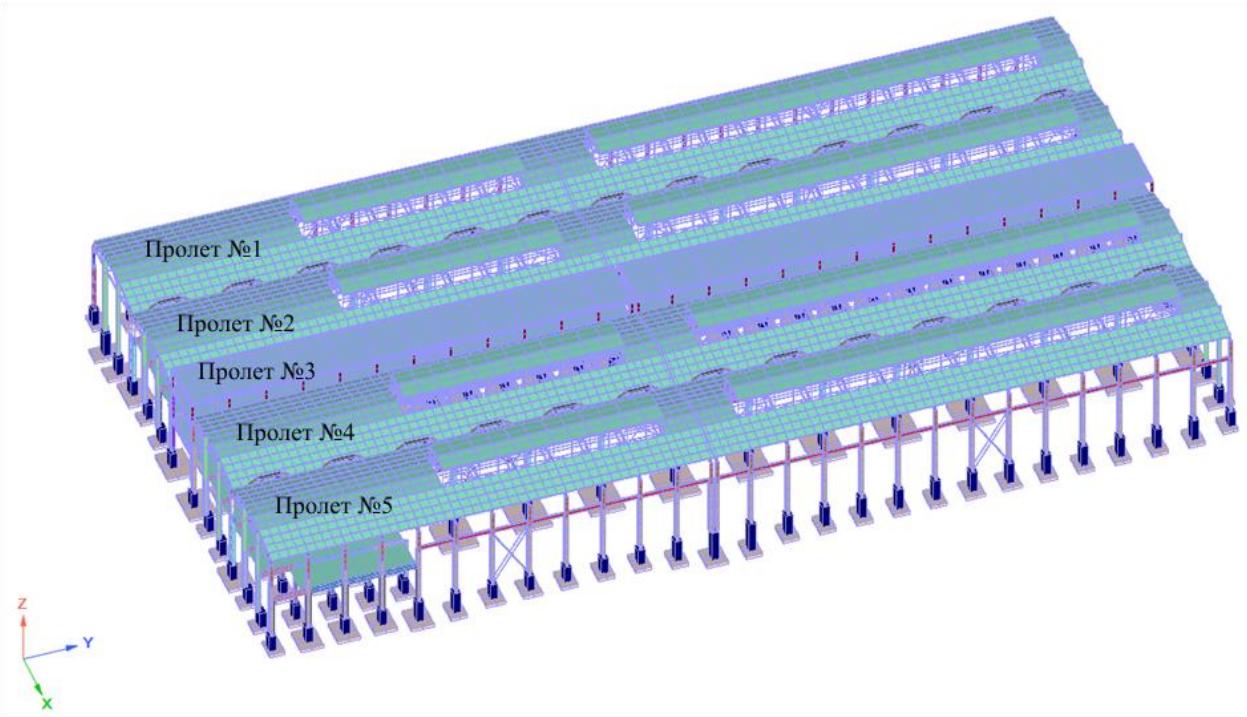 Пролет №1
Пролет №2
Пролет №3
Пролет №4
Пролет №5
Z
Y
X